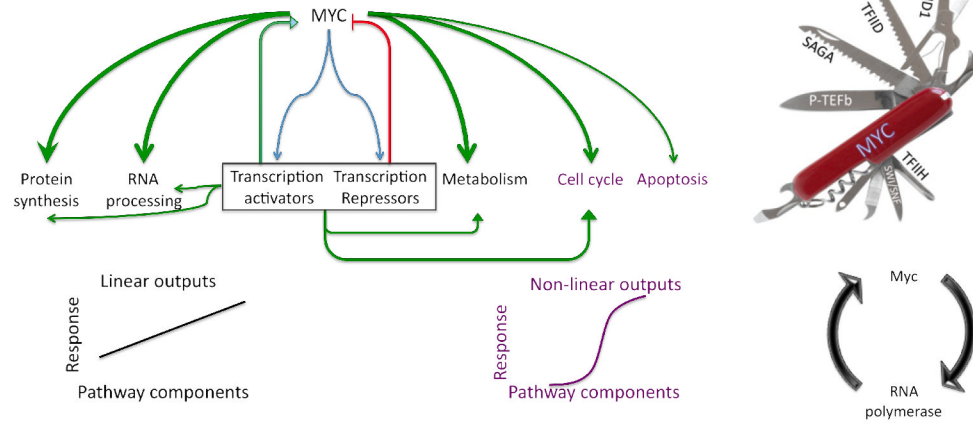 MYC
Protein
synthesis
RNA
processing
Transcription
activators
Transcription
Repressors
Metabolism
Cell cycle
Apoptosis
Linear outputs
Response
Pathway components
Non-linear outputs
Response
Pathway components
TFIID
SAGA
P-TEFb
MYC
TFIIH
SWI/SNF
Myc
RNA
polymerase